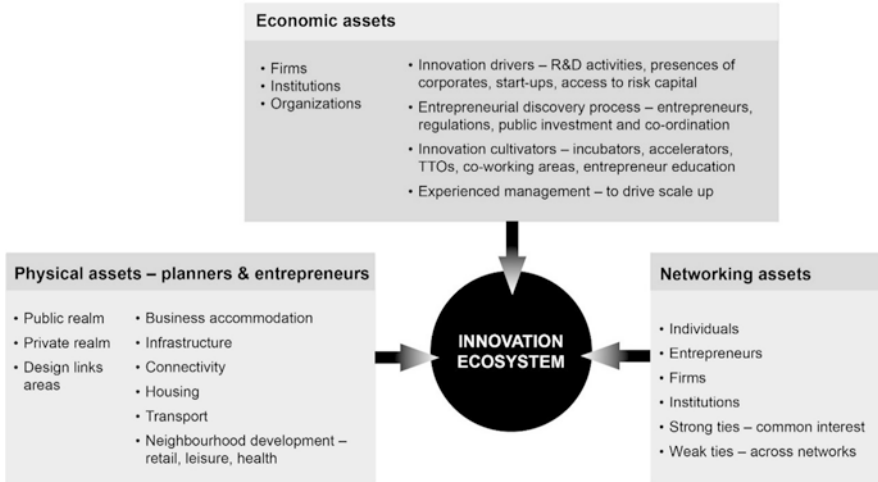 Economic assets
• Firms
• Institutions
• Organizations
• Innovation drivers – R&D activities, presences of
corporates, start-ups, access to risk capital
• Entrepreneurial discovery process – entrepreneurs,
regulations, public investment and co-ordination
• Innovation cultivators – incubators, accelerators,
TTOs, co-working areas, entrepreneur education
• Experienced management – to drive scale up
Physical assets – planners & entrepreneurs
• Public realm
• Private realm
• Design links
areas
• Business accommodation
• Infrastructure
• Connectivity
• Housing
• Transport
• Neighbourhood development –
retail, leisure, health
INNOVATION
ECOSYSTEM
Networking assets
• Individuals
• Entrepreneurs
• Firms
• Institutions
• Strong ties – common interest
• Weak ties – across networks